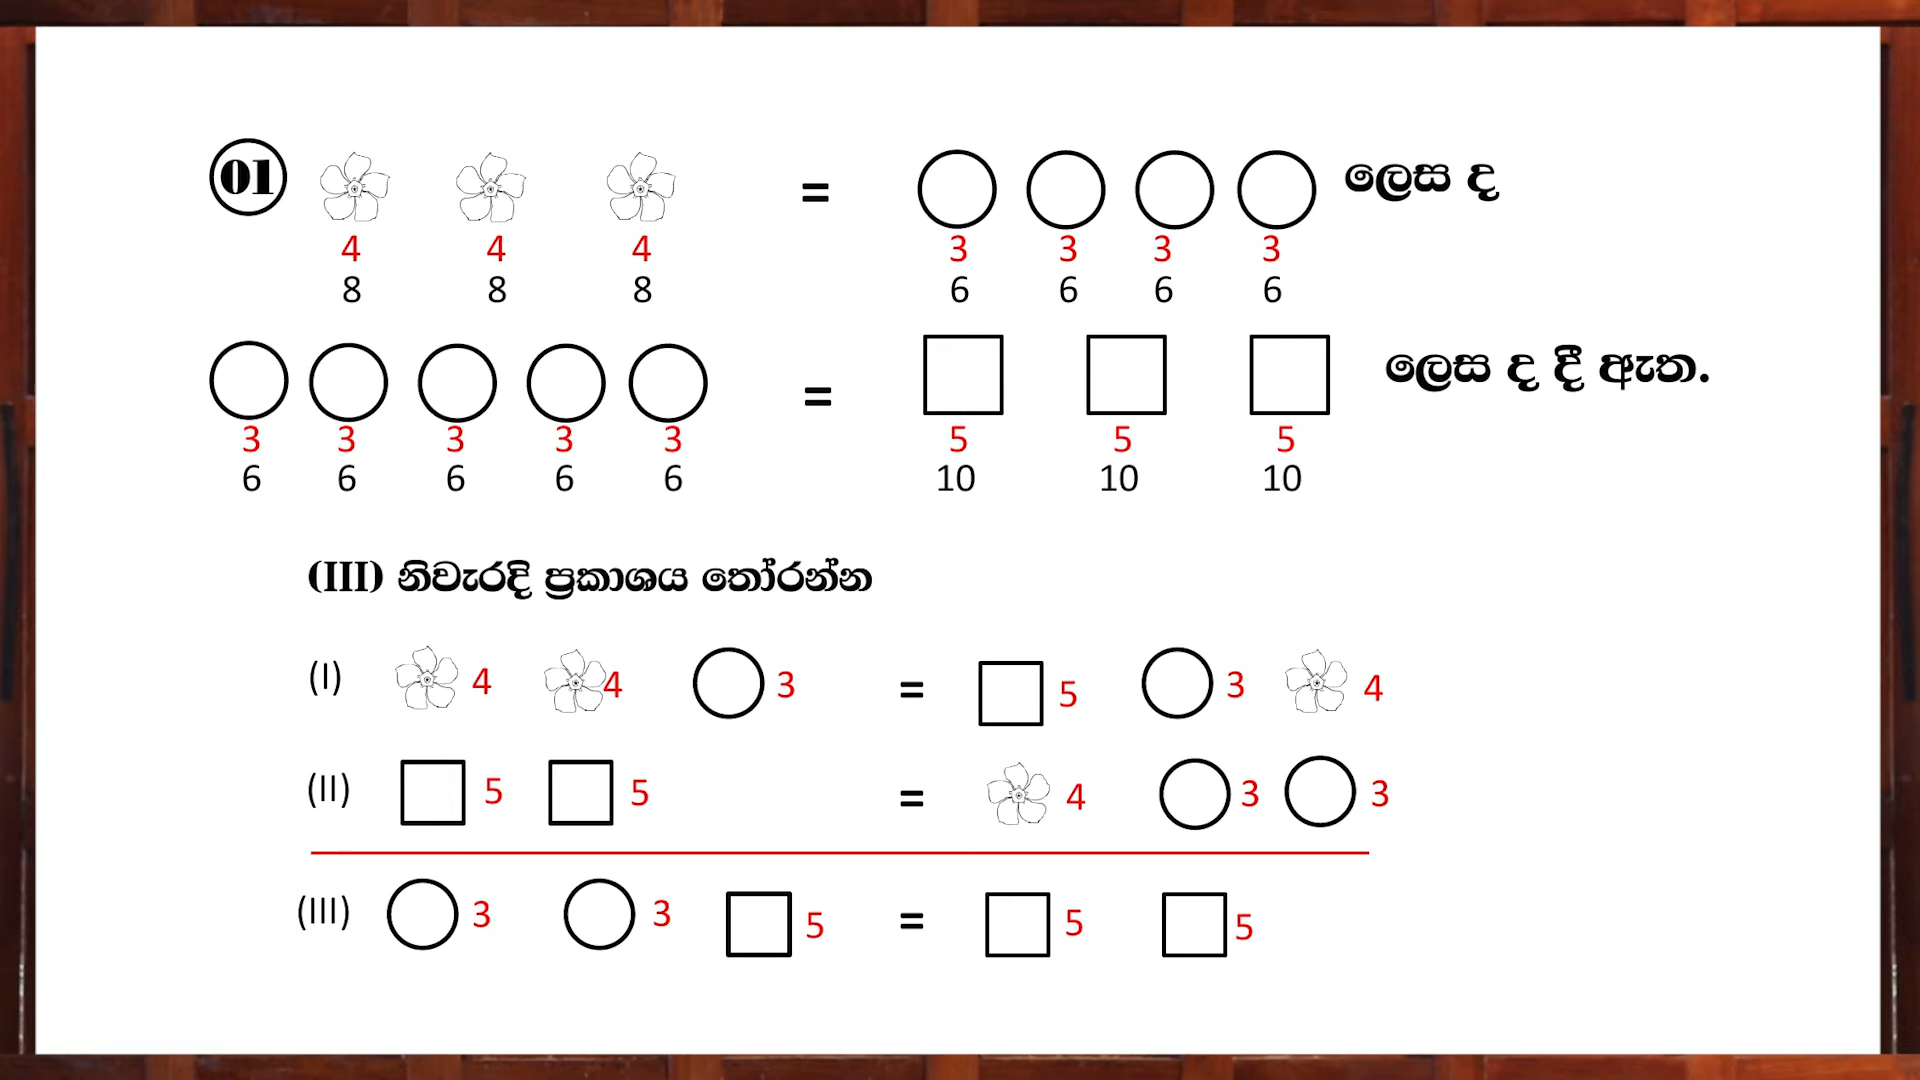 01 = ලෙස ද
4 4 4 3 3 3 3
8 8 8 6 6 6 6
= ලෙස ද දී ඇත.
3 3 3 3 3 5 5 5
6 6 6 6 6 10 10 10
(III) නිවැරදි ප්‍රකාශය තෝරන්න
(I) 4 4 3 = 5 3 4
(II) 5 5 = 4 3 3
(III) 3 3 5 = 5 5